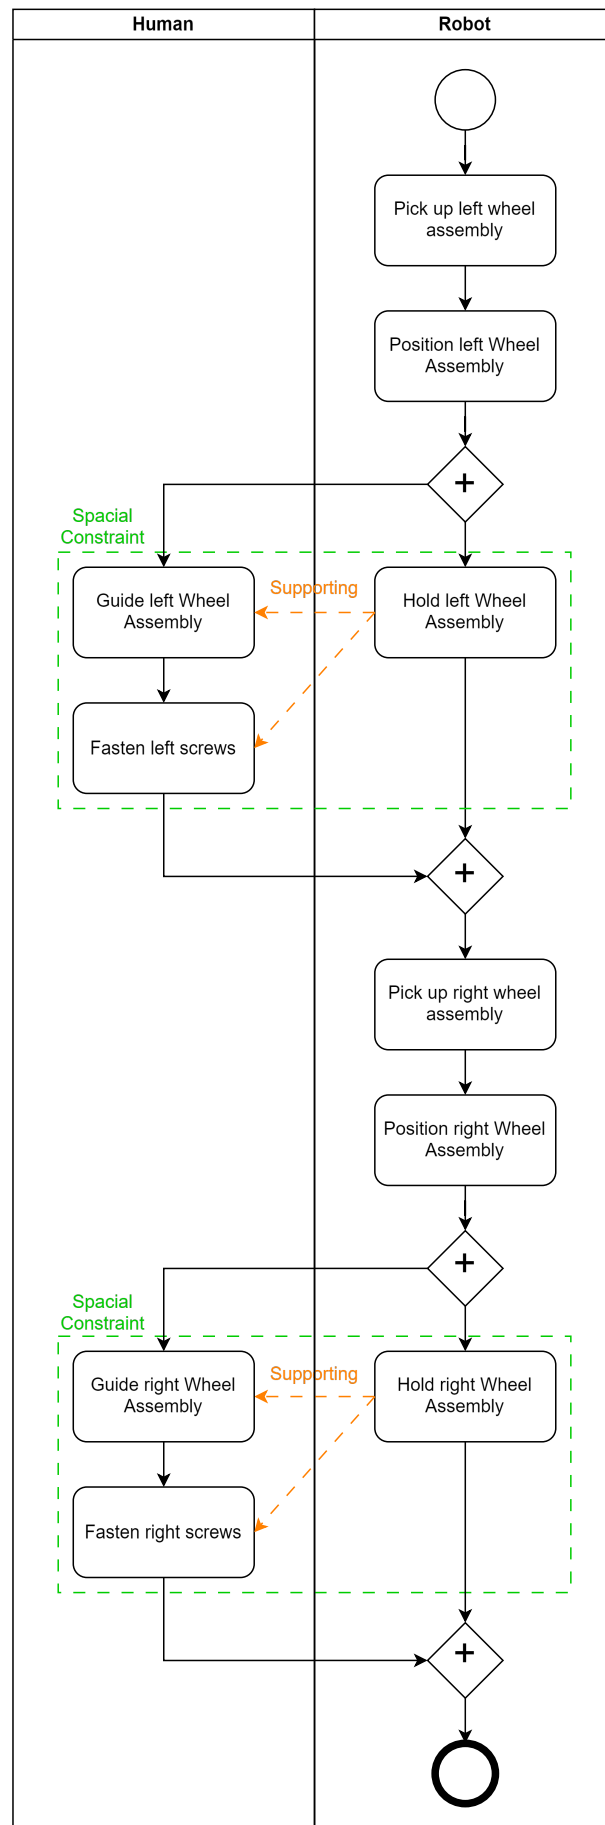 Human
Robot
Pick up left wheel
assembly
Position left Wheel
Assembly
+
Spacial
Constraint
Guide left Wheel
Assembly
Supporting
Hold left Wheel
Assembly
Fasten left screws
+
Pick up right wheel
assembly
Position right Wheel
Assembly
+
Spacial
Constraint
Guide right Wheel
Assembly
Supporting
Hold right Wheel
Assembly
Fasten right screws
+